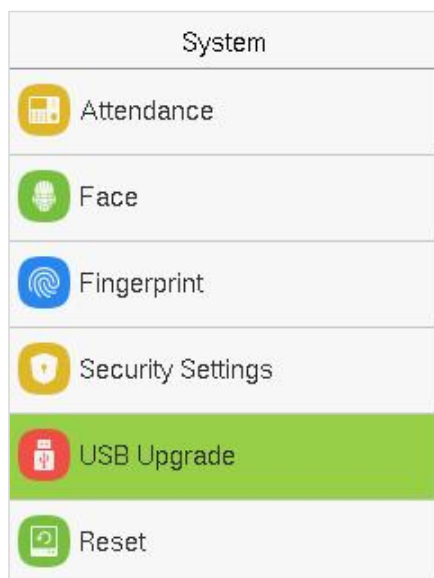 System
Attendance
Face
Fingerprint
Security Settings
USB Upgrade
Reset